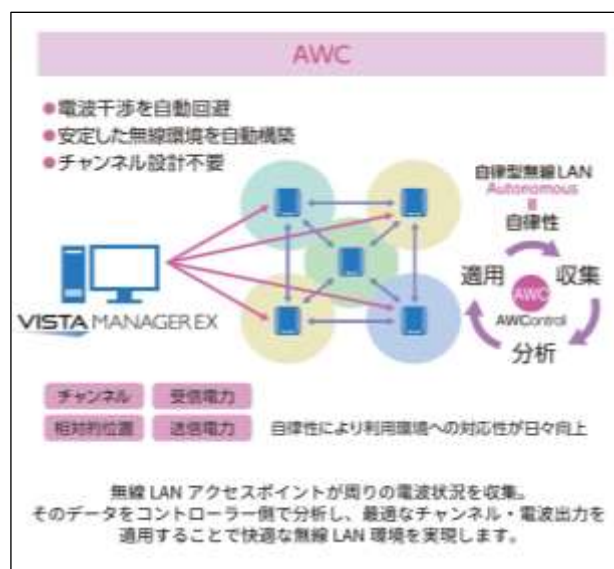 AWC
●電波干渉を自動回避
●安定した無線環境を自動構築
●チャンネル設計不要
自律型無線LAN
Autonomous
=
自律性
適用
収集
AWC
AWControl
分析
VISTA MANAGER EX
チャンネル
受信電力
相対的位置
送信電力
自律性により利用環境への対応性が日々向上
無線 LAN アクセスポイントが周りの電波状況を収集。
そのデータをコントローラー側で分析し、最適なチャンネル・電波出力を
適用することで快適な無線 LAN 環境を実現します。